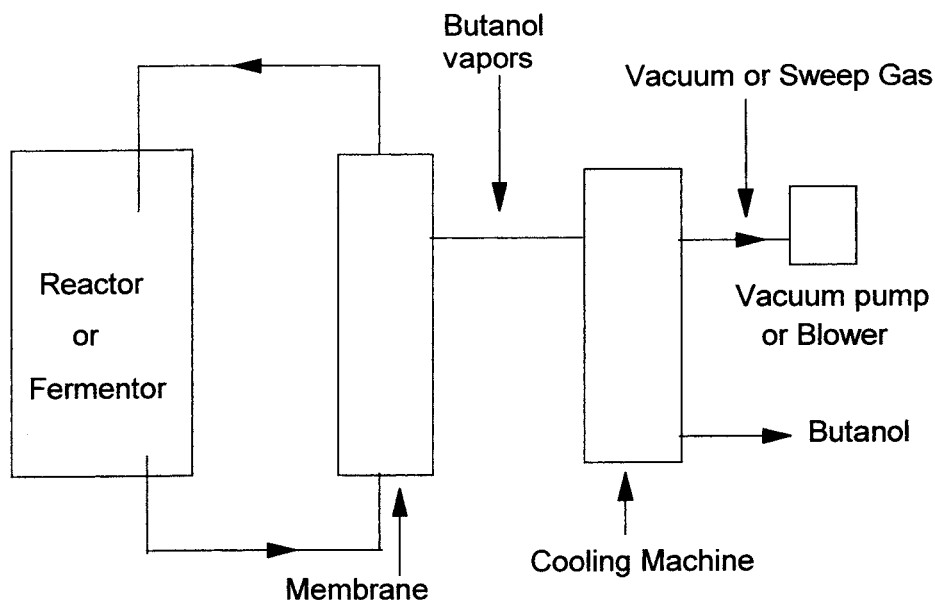 Butanol
vapors
Vacuum or Sweep Gas
Reactor
or
Fermentor
Vacuum pump
or Blower
Butanol
Cooling Machine
Membrane